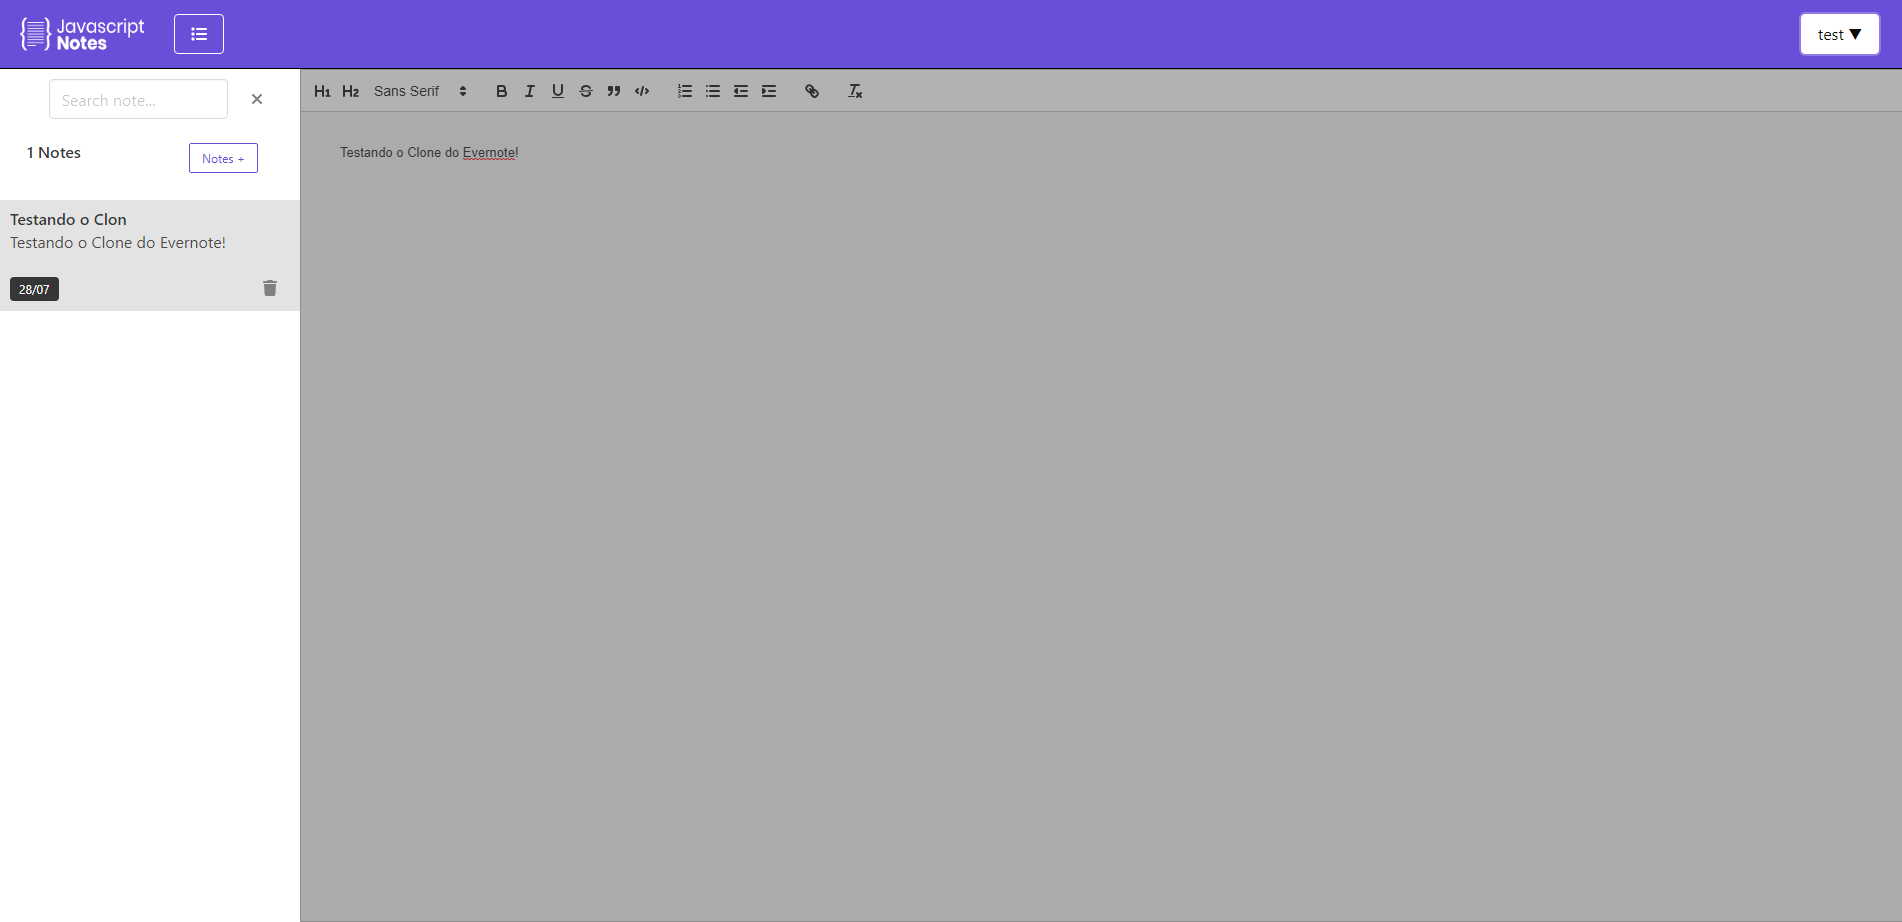 Javascript
Notes
test ▼
Search note...
1 Notes
Notes +
Testando o Clon
Testando o Clone do Evernote!
28/07
H1 H2 Sans Serif B I U S
Testando o Clone do Evernote!